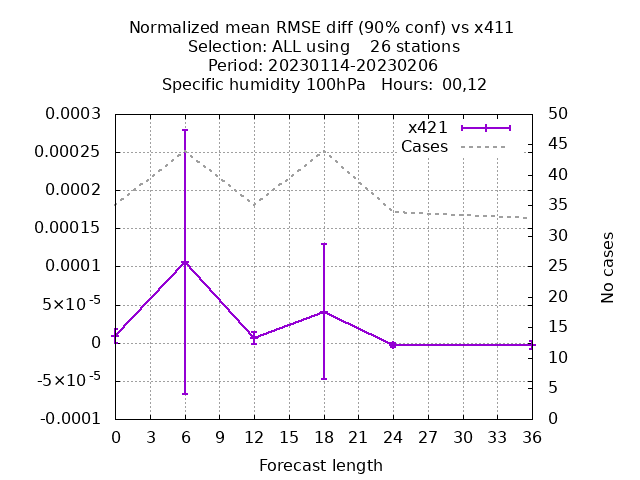 Normalized mean RMSE diff (90% conf) vs x411
Selection: ALL using    26 stations
Period: 20230114-20230206
Specific humidity 100hPa   Hours:  00,12
x421
Cases
0.0003
0.00025
0.0002
0.00015
0.0001
5×10⁻⁵
0
-5×10⁻⁵
-0.0001
50
45
40
35
30
25
20
15
10
5
0
No cases
0 3 6 9 12 15 18 21 24 27 30 33 36
Forecast length